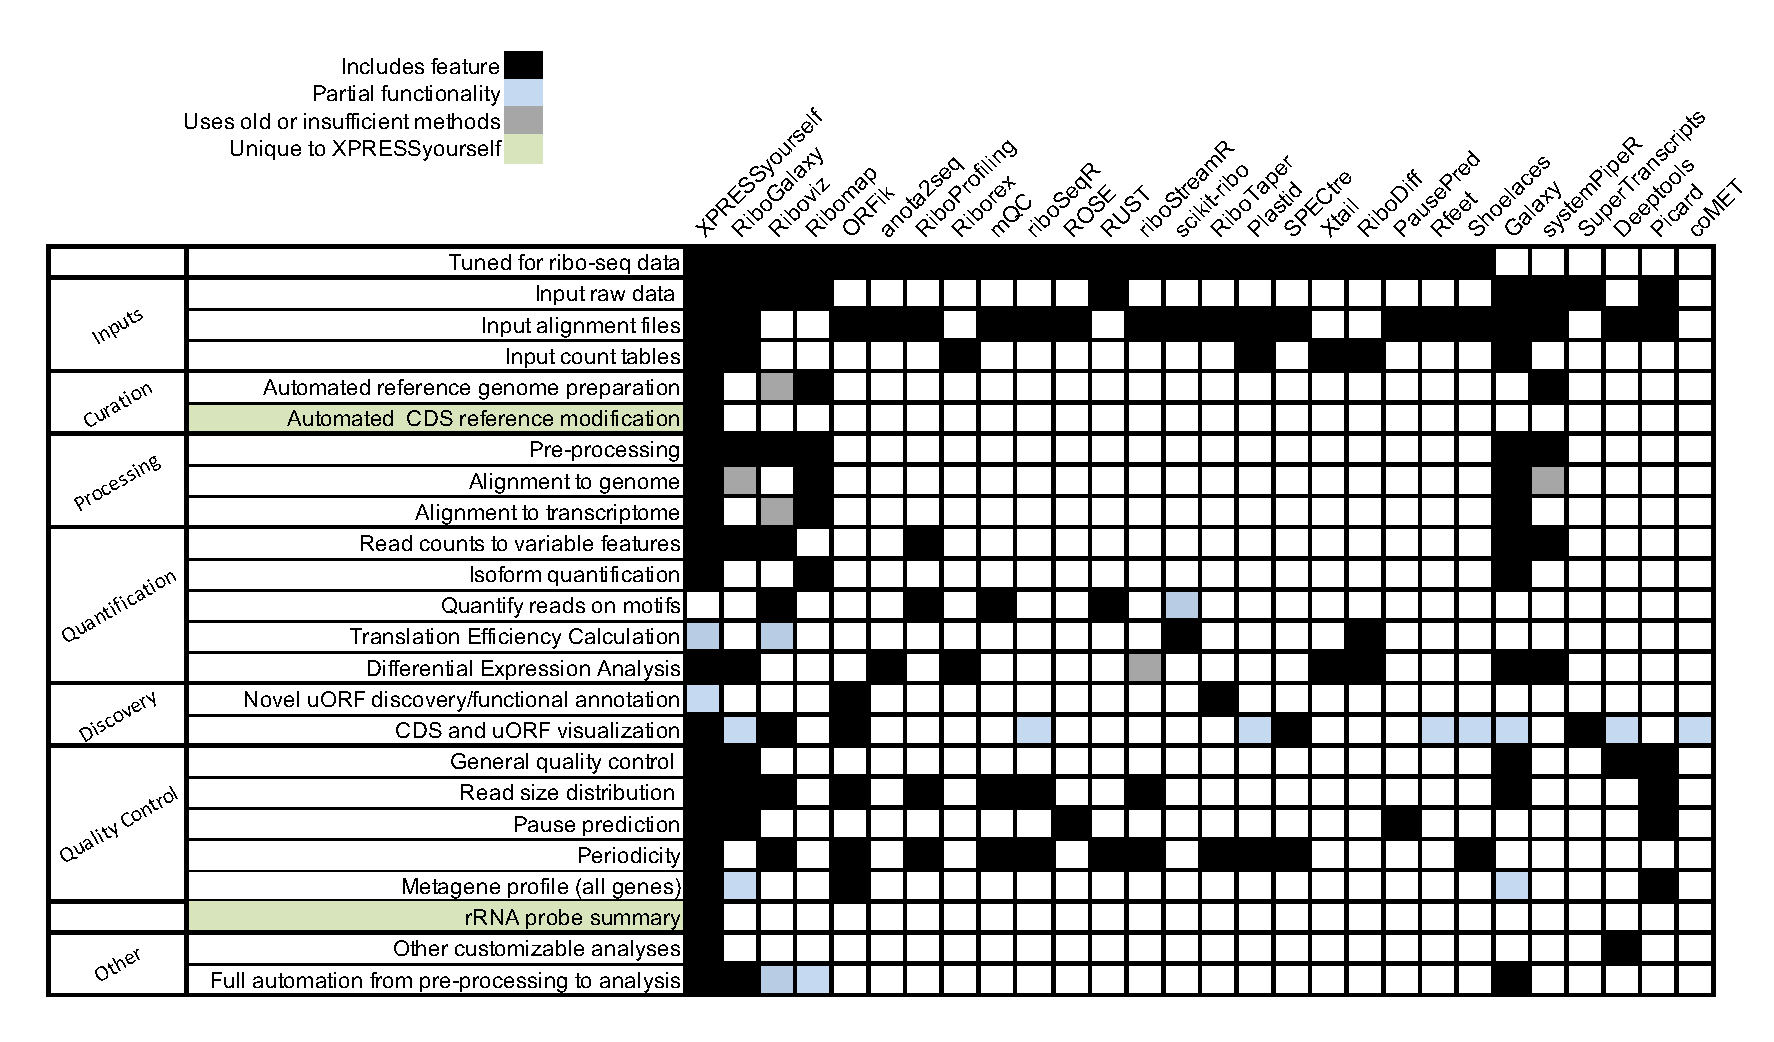 Includes feature
Partial functionality
Uses old or insufficient methods
Unique to XPRESSyourself
XPRESSyourself
RiboGalaxy
Riboviz
Ribomap
ORFik
anota2seq
RiboProfiling
Riborex
mQC
riboSeqR
ROSE
RUST
riboStreamR
scikit-ribo
RiboTaper
Plastid
SPECtre
Xtail
RiboDiff
PausePred
Rfeet
Shoelaces
Galaxy
systemPipeR
SuperTranscripts
Deeptools
Picard
coMET
Tuned for ribo-seq data
Inputs
Input raw data
Input alignment files
Input count tables
Curation
Automated reference genome preparation
Automated CDS reference modification
Processing
Pre-processing
Alignment to genome
Alignment to transcriptome
Quantification
Read counts to variable features
Isoform quantification
Quantify reads on motifs
Translation Efficiency Calculation
Differential Expression Analysis
Discovery
Novel uORF discovery/functional annotation
CDS and uORF visualization
Quality Control
General quality control
Read size distribution
Pause prediction
Periodicity
Metagene profile (all genes)
rRNA probe summary
Other
Other customizable analyses
Full automation from pre-processing to analysis